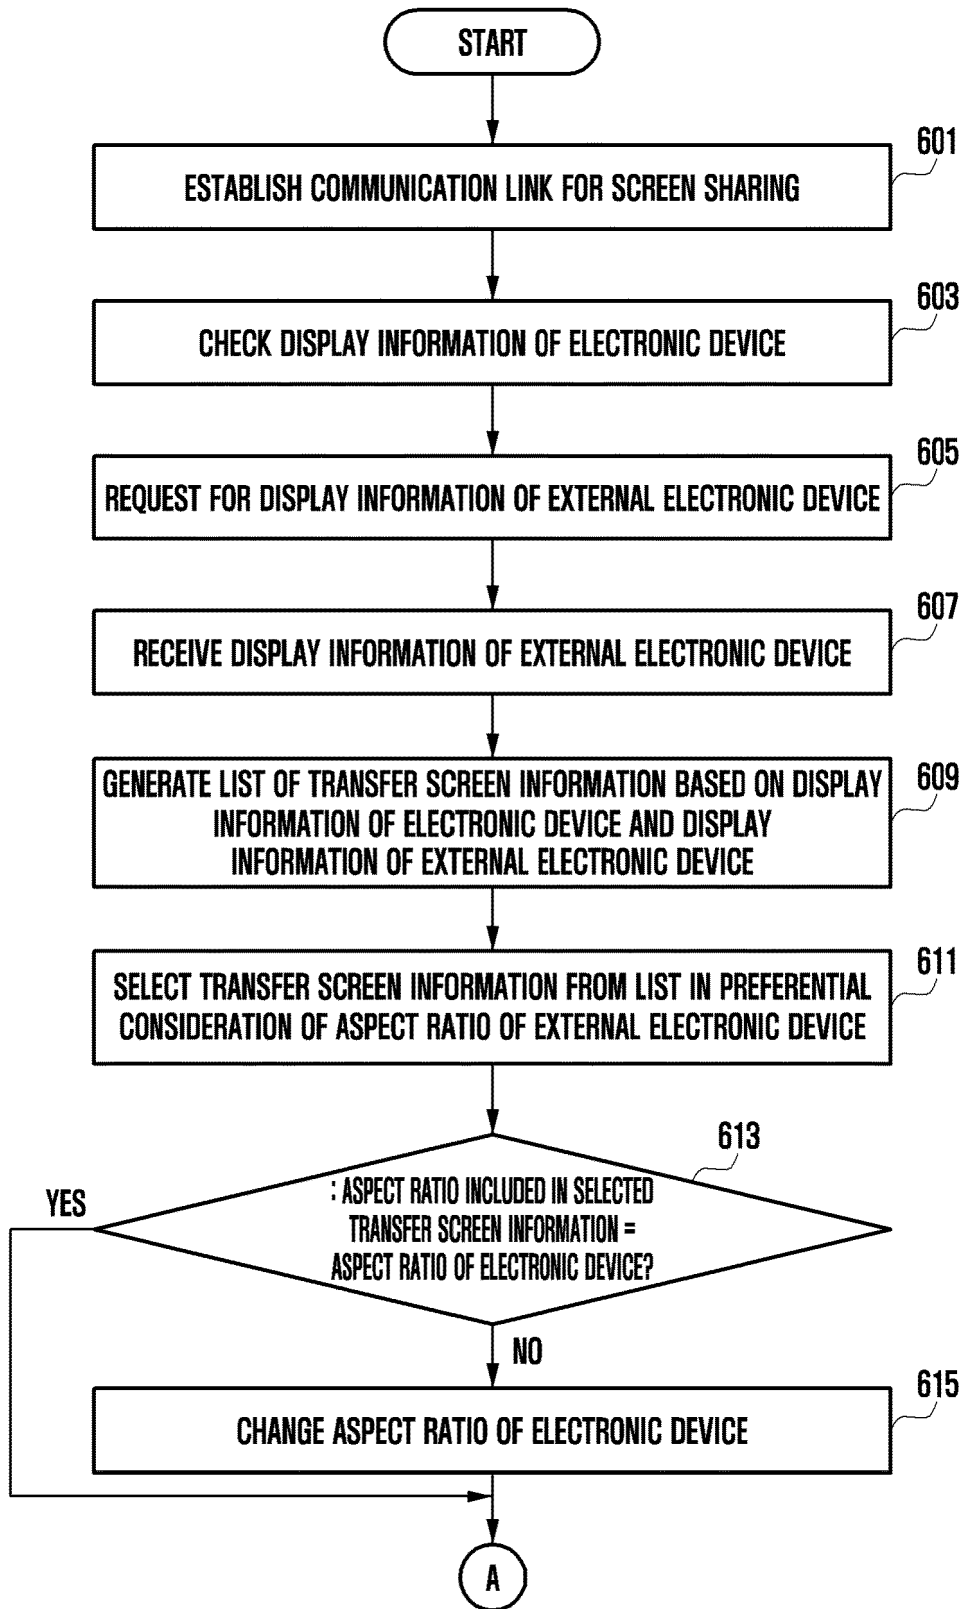 START
601
ESTABLISH COMMUNICATION LINK FOR SCREEN SHARING
603
CHECK DISPLAY INFORMATION OF ELECTRONIC DEVICE
605
REQUEST FOR DISPLAY INFORMATION OF EXTERNAL ELECTRONIC DEVICE
607
RECEIVE DISPLAY INFORMATION OF EXTERNAL ELECTRONIC DEVICE
609
GENERATE LIST OF TRANSFER SCREEN INFORMATION BASED ON DISPLAY
INFORMATION OF ELECTRONIC DEVICE AND DISPLAY
INFORMATION OF EXTERNAL ELECTRONIC DEVICE
611
SELECT TRANSFER SCREEN INFORMATION FROM LIST IN PREFERENTIAL
CONSIDERATION OF ASPECT RATIO OF EXTERNAL ELECTRONIC DEVICE
613
YES
: ASPECT RATIO INCLUDED IN SELECTED
TRANSFER SCREEN INFORMATION =
ASPECT RATIO OF ELECTRONIC DEVICE?
NO
615
CHANGE ASPECT RATIO OF ELECTRONIC DEVICE
A